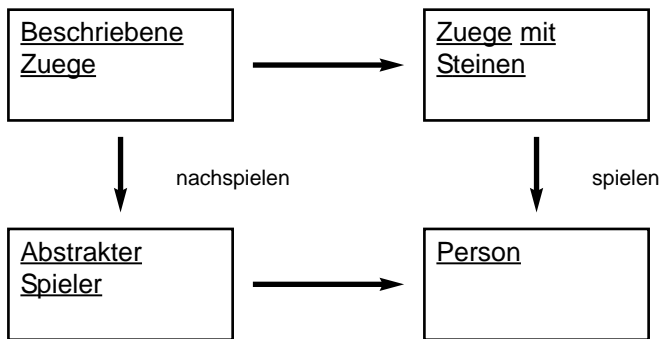 Beschriebene
Zuege
Zuege mit
Steinen
nachspielen
spielen
Abstrakter
Spieler
Person